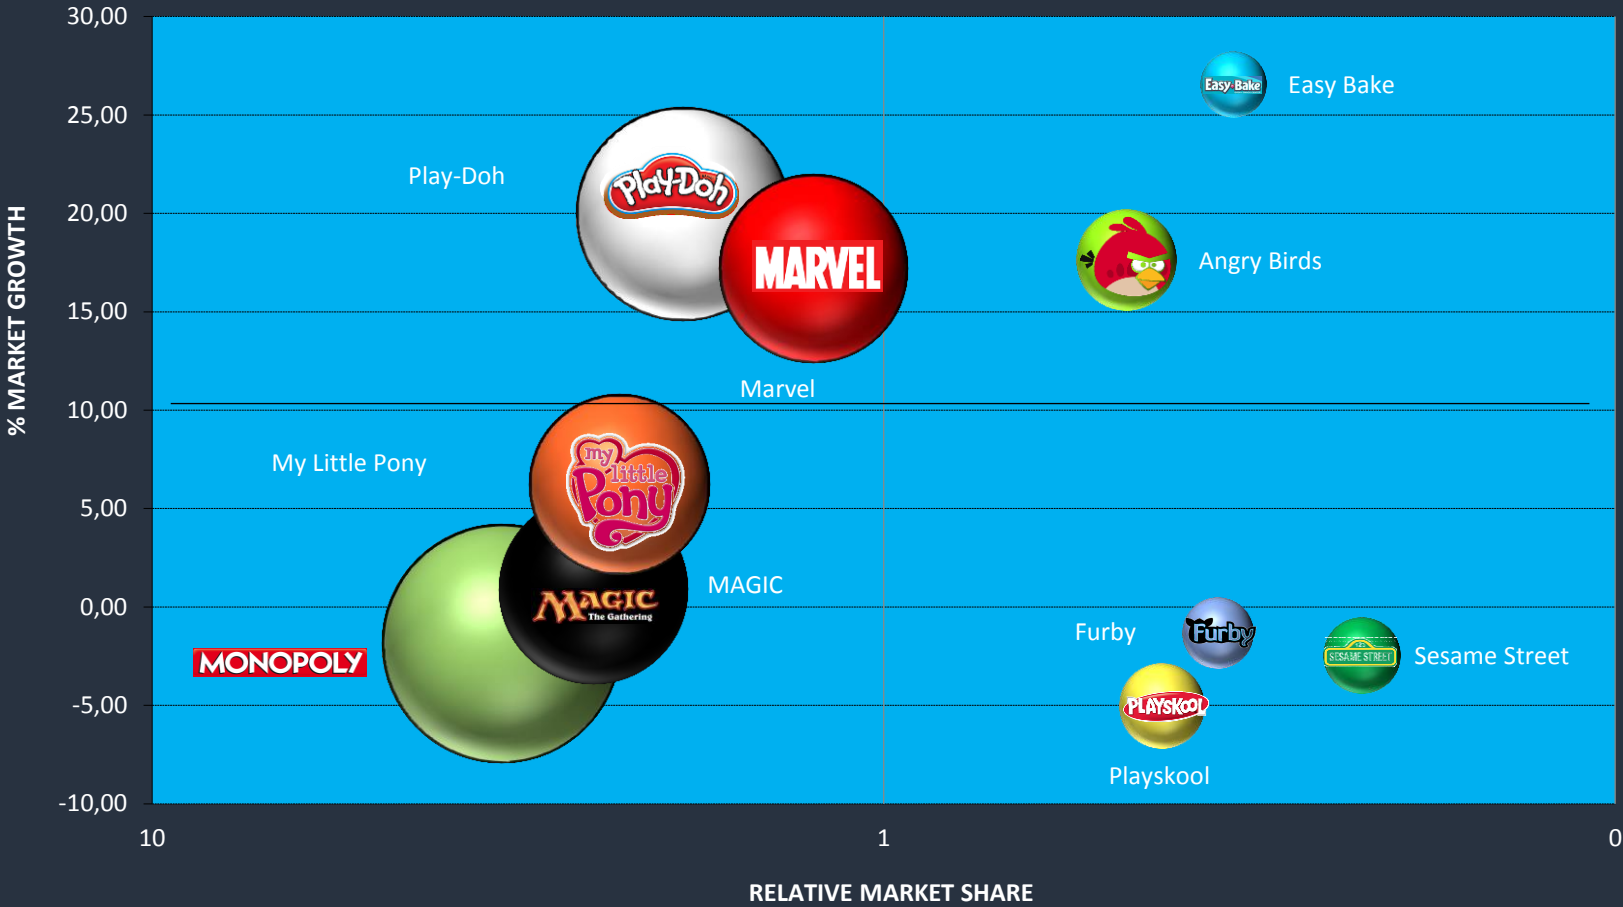 30,00
25,00
20,00
15,00
10,00
5,00
0,00
-5,00
-10,00
% MARKET GROWTH
Easy-Bake
Easy Bake
Play-Doh
Play-Doh
MARVEL
Marvel
Angry Birds
My Little Pony
my
little
Pony
MAGIC
The Gathering
MAGIC
MONOPOLY
Furby
Furby
SESAME STREET
Sesame Street
PLAYSKOOL
Playskool
10
1
0
RELATIVE MARKET SHARE